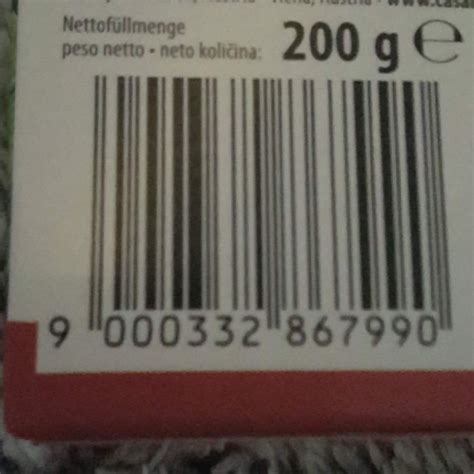 Nettofüllmenge
peso netto • neto količina: 200 g ℮
9 000332 867990